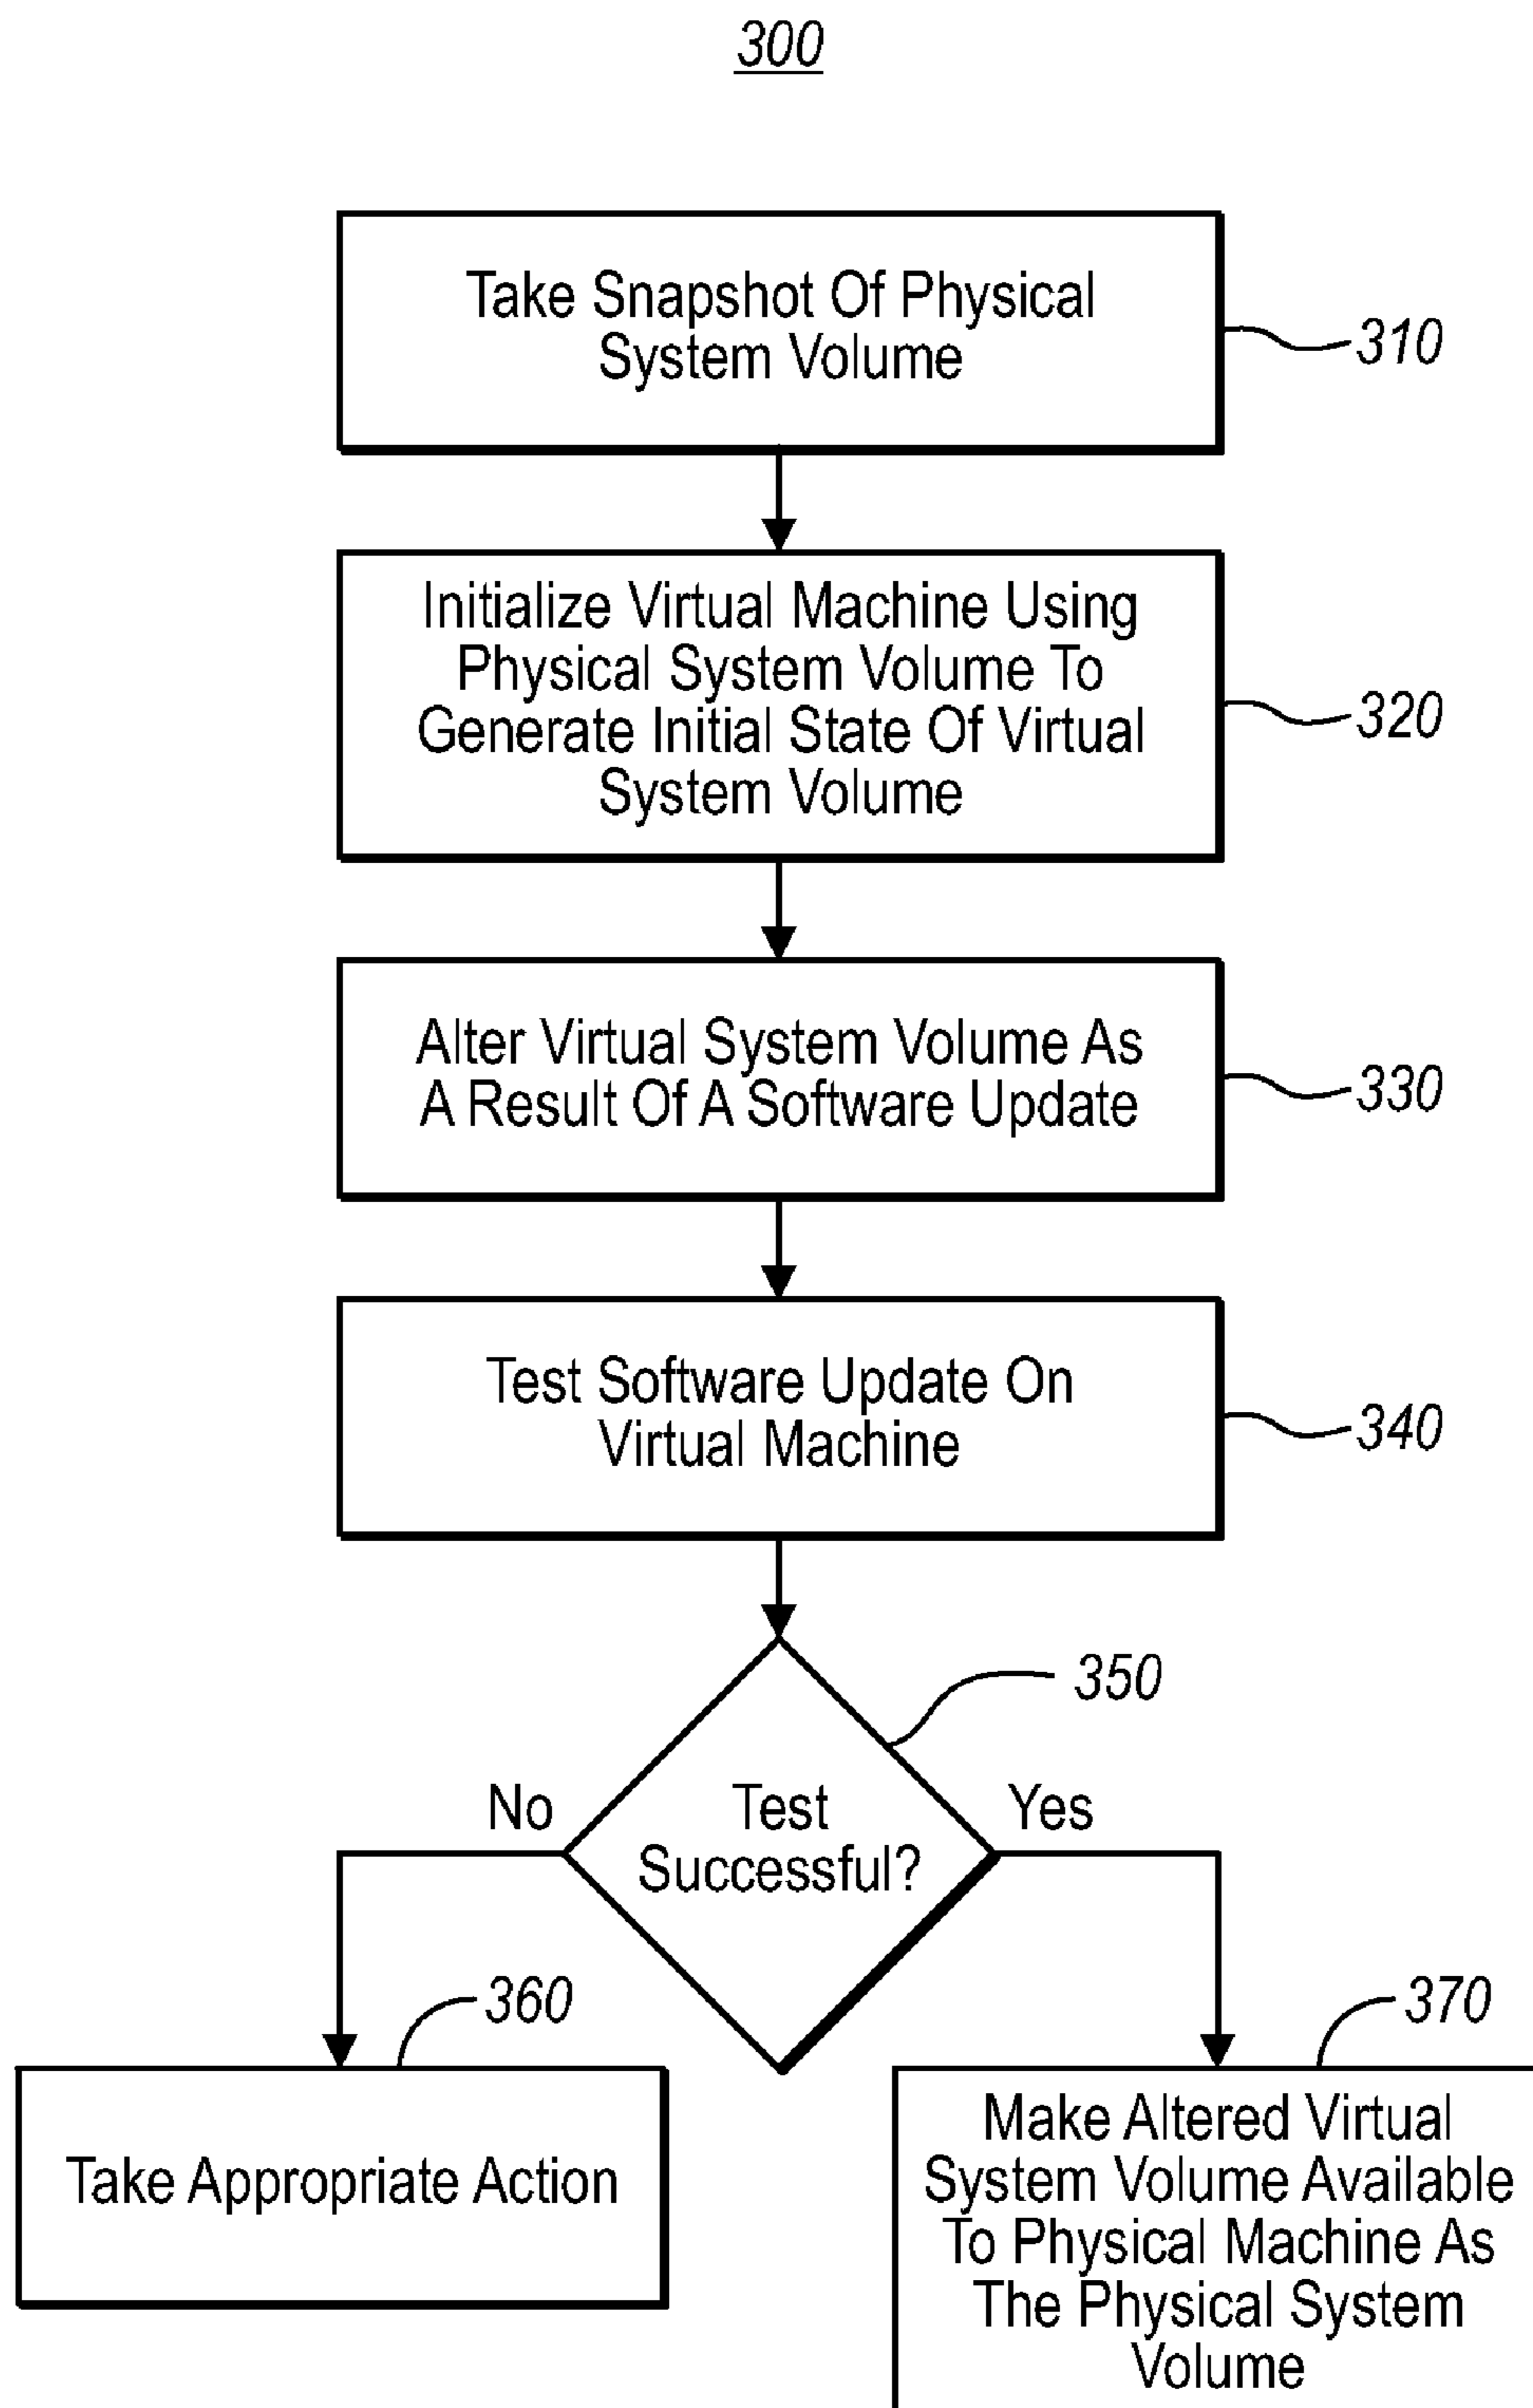 300
Take Snapshot Of Physical
System Volume
310
Initialize Virtual Machine Using
Physical System Volume To
Generate Initial State Of Virtual
System Volume
320
Alter Virtual System Volume As
A Result Of A Software Update
330
Test Software Update On
Virtual Machine
340
350
No
Test
Successful?
Yes
360
Take Appropriate Action
370
Make Altered Virtual
System Volume Available
To Physical Machine As
The Physical System
Volume